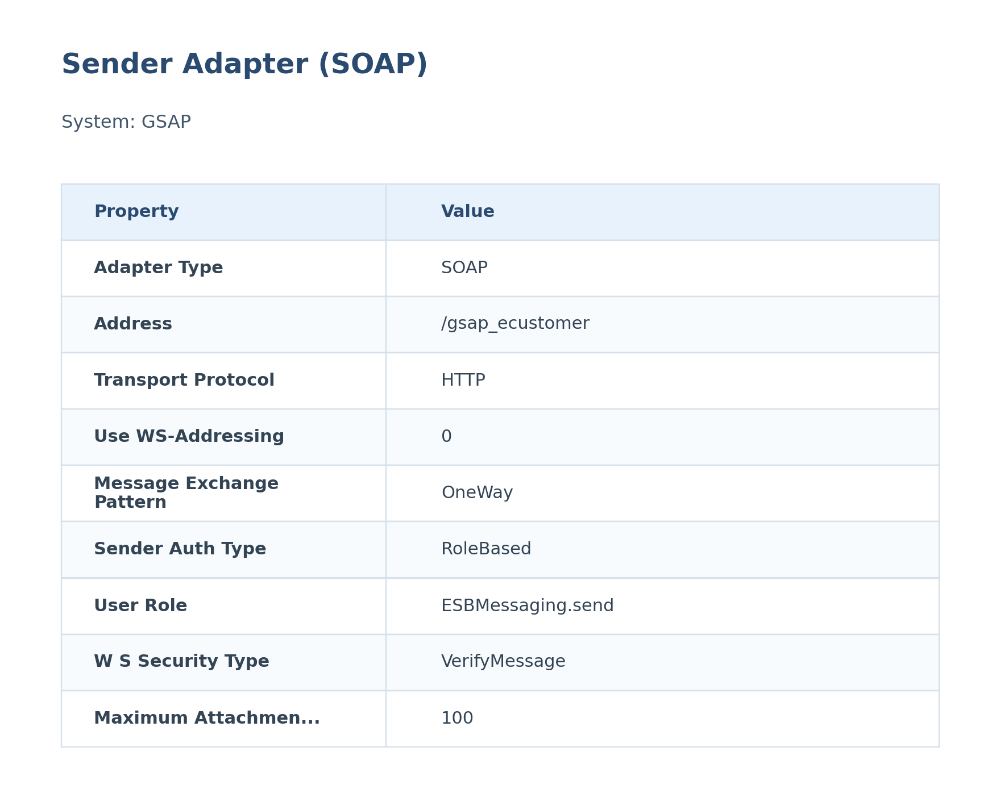 Sender Adapter (SOAP)
System: GSAP
Property Value
Adapter Type SOAP
Address /gsap_ecustomer
Transport Protocol HTTP
Use WS-Addressing 0
Message Exchange
Pattern OneWay
Sender Auth Type RoleBased
User Role ESBMessaging.send
W S Security Type VerifyMessage
Maximum Attachmen... 100